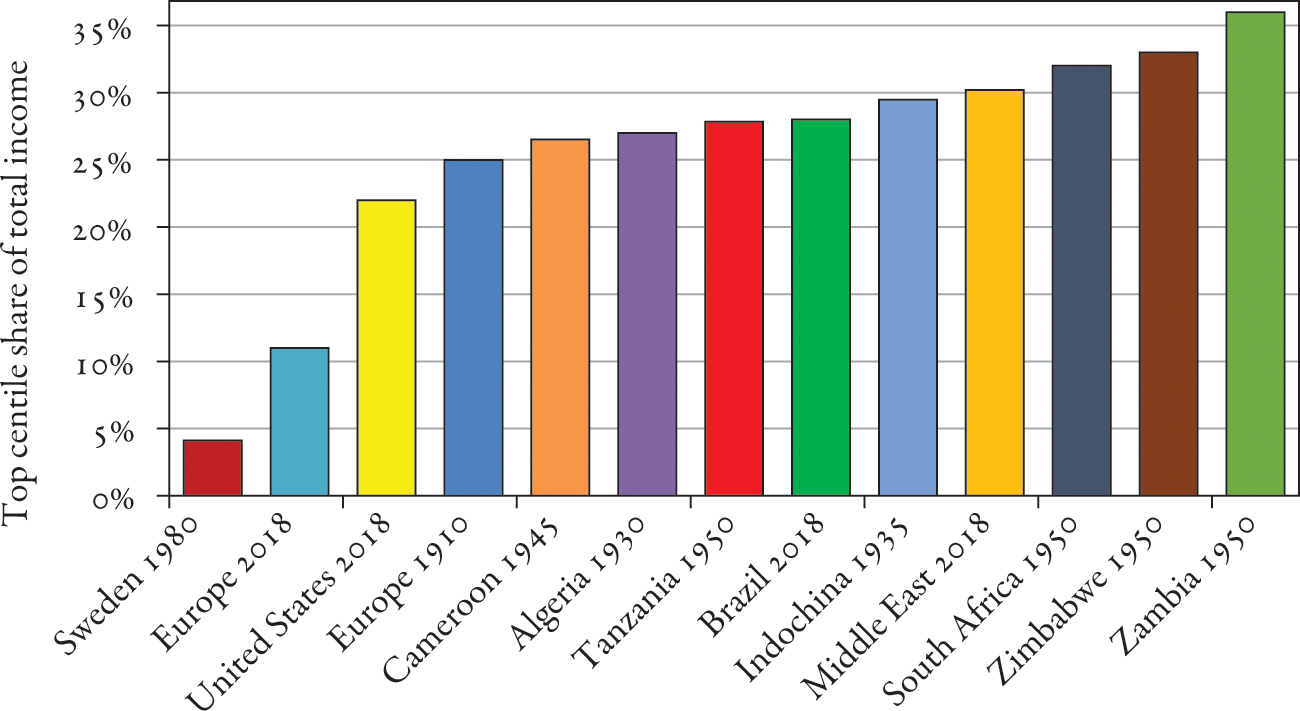 Top centile share of total income
35%
30%
25%
20%
15%
10%
5%
0%
Sweden 1980
Europe 2018
United States 2018
Europe 1910
Cameroon 1945
Algeria 1930
Tanzania 1950
Brazil 2018
Indochina 1935
Middle East 2018
South Africa 1950
Zimbabwe 1950
Zambia 1950